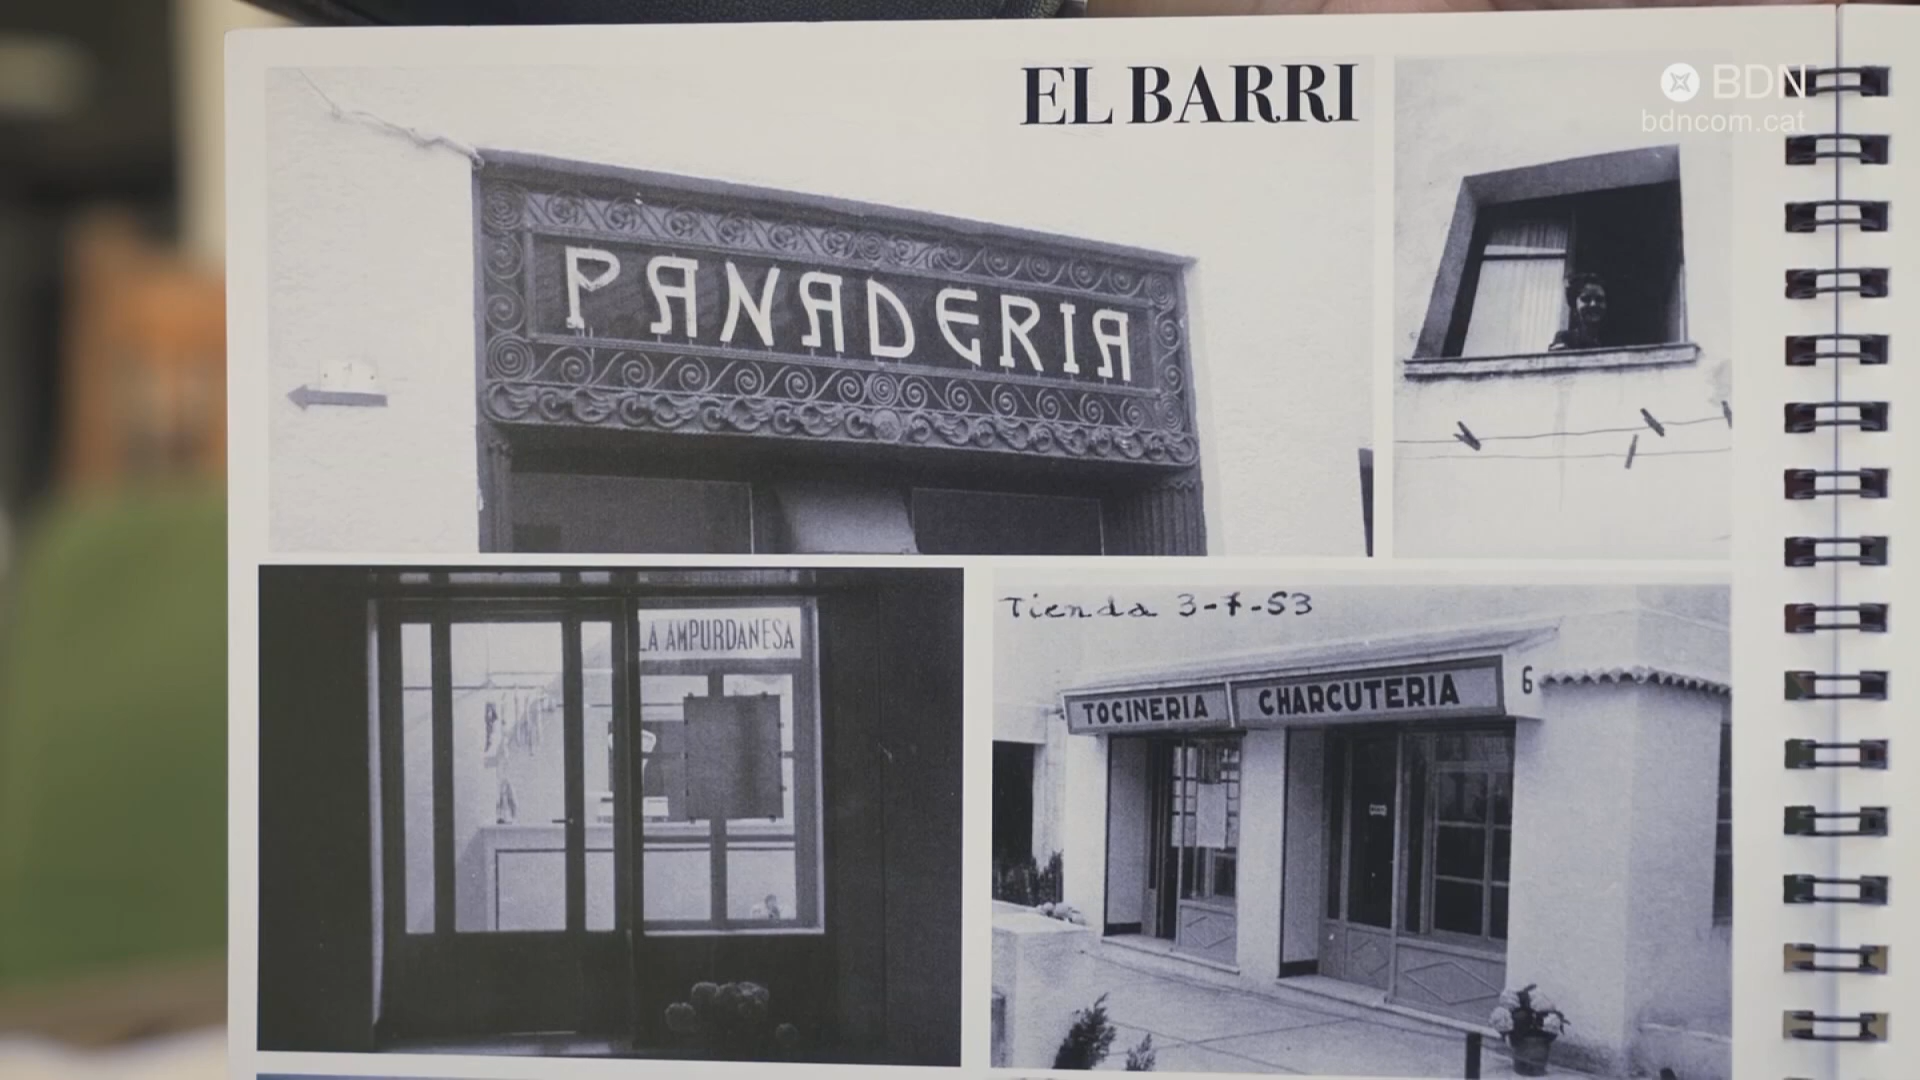 EL BARRI
BDN
bdncom.cat
PANADERIA
LA AMPURDANESA
Tienda 3-7-53
TOCINERIA
CHARCUTERIA
6